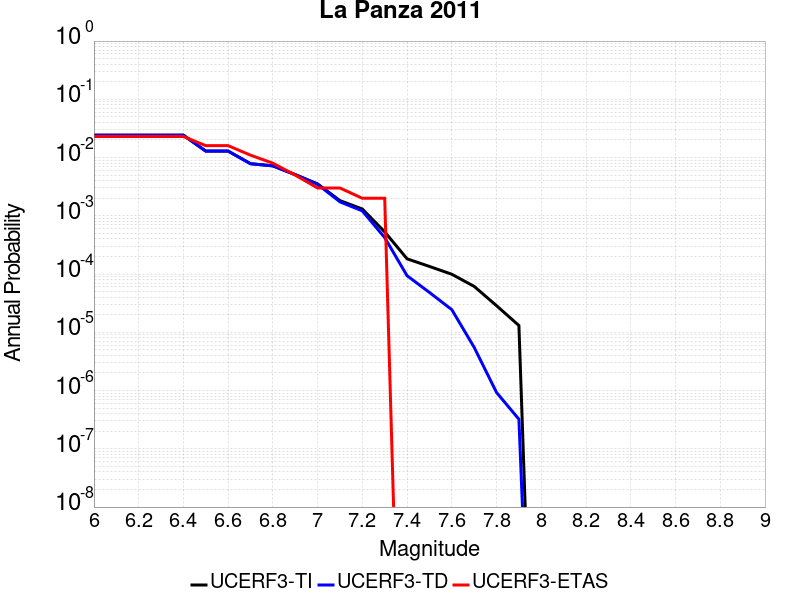 La Panza 2011
10^0
10^-1
10^-2
10^-3
10^-4
10^-5
10^-6
10^-7
10^-8
Annual Probability
6 6.2 6.4 6.6 6.8 7 7.2 7.4 7.6 7.8 8 8.2 8.4 8.6 8.8 9
Magnitude
UCERF3-TI UCERF3-TD UCERF3-ETAS